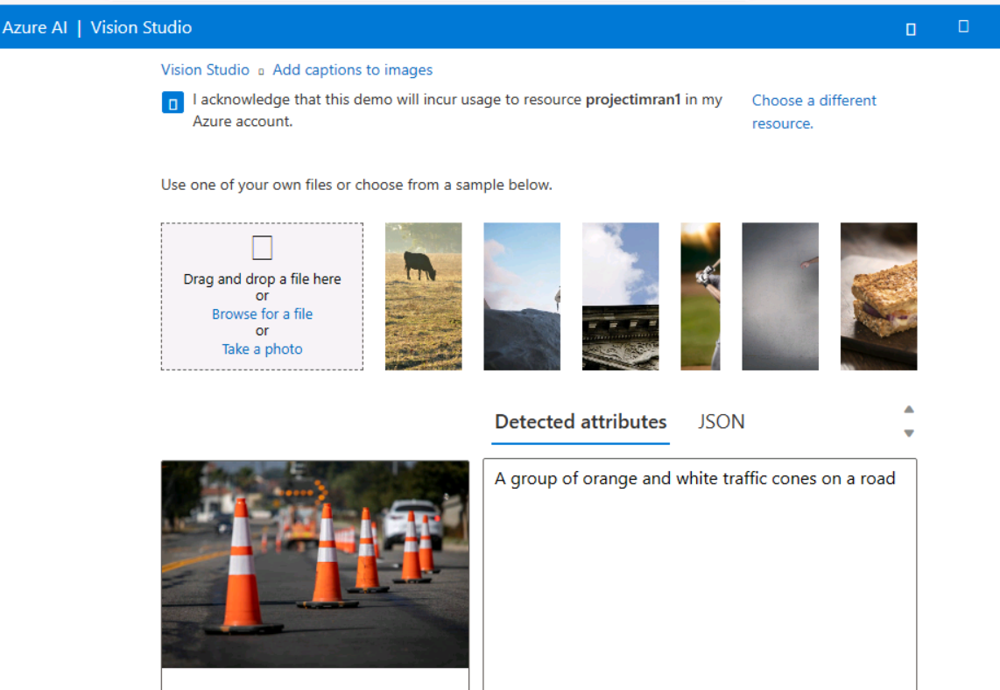 Azure AI | Vision Studio
Vision Studio Add captions to images
I acknowledge that this demo will incur usage to resource projectimran1 in my
Azure account.
Choose a different
resource.
Use one of your own files or choose from a sample below.
Drag and drop a file here
or
Browse for a file
or
Take a photo
Detected attributes JSON
A group of orange and white traffic cones on a road